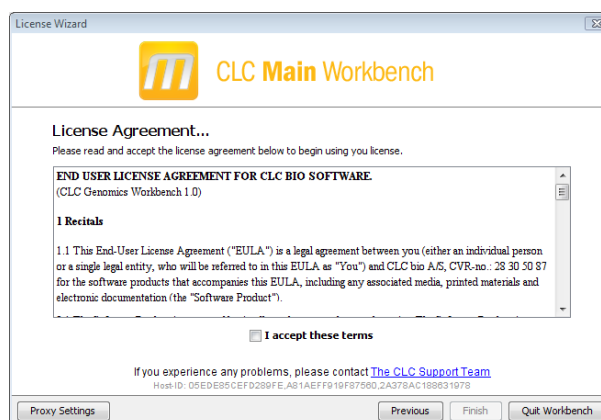 License Wizard
m CLC Main Workbench
License Agreement...
Please read and accept the license agreement below to begin using you license.
END USER LICENSE AGREEMENT FOR CLC BIO SOFTWARE.
(CLC Genomics Workbench 1.0)
1 Recitals
1.1 This End-User License Agreement ("EULA") is a legal agreement between you (either an individual person
or a single legal entity, who will be referred to in this EULA as "You") and CLC bio A/S, CVR-no.: 28 30 50 87
for the software products that accompanies this EULA, including any associated media, printed materials and
electronic documentation (the "Software Product").
I accept these terms
If you experience any problems, please contact The CLC Support Team
Host-ID: 05EDE85CEFD289FE,A81AEFF919F87560,2A378AC188631978
Proxy Settings
Previous
Finish
Quit Workbench